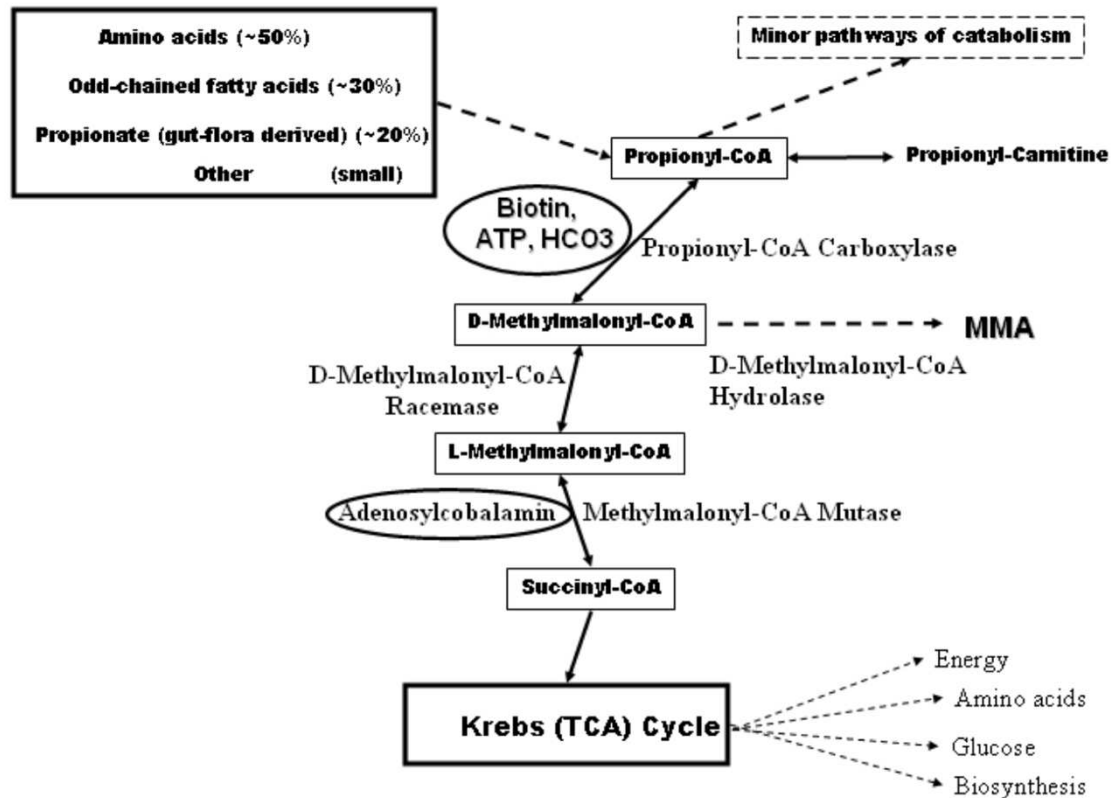 Amino acids (~50%)
Minor pathways of catabolism
Odd-chained fatty acids (~30%)
Propionate (gut-flora derived) (~20%)
Other (small)
Propionyl-CoA
Propionyl-Carnitine
Biotin,
ATP, HCO3
Propionyl-CoA Carboxylase
D-Methylmalonyl-CoA
MMA
D-Methylmalonyl-CoA
Racemase
D-Methylmalonyl-CoA
Hydrolase
L-Methylmalonyl-CoA
Adenosylcobalamin
Methylmalonyl-CoA Mutase
Succinyl-CoA
Krebs (TCA) Cycle
Energy
Amino acids
Glucose
Biosynthesis